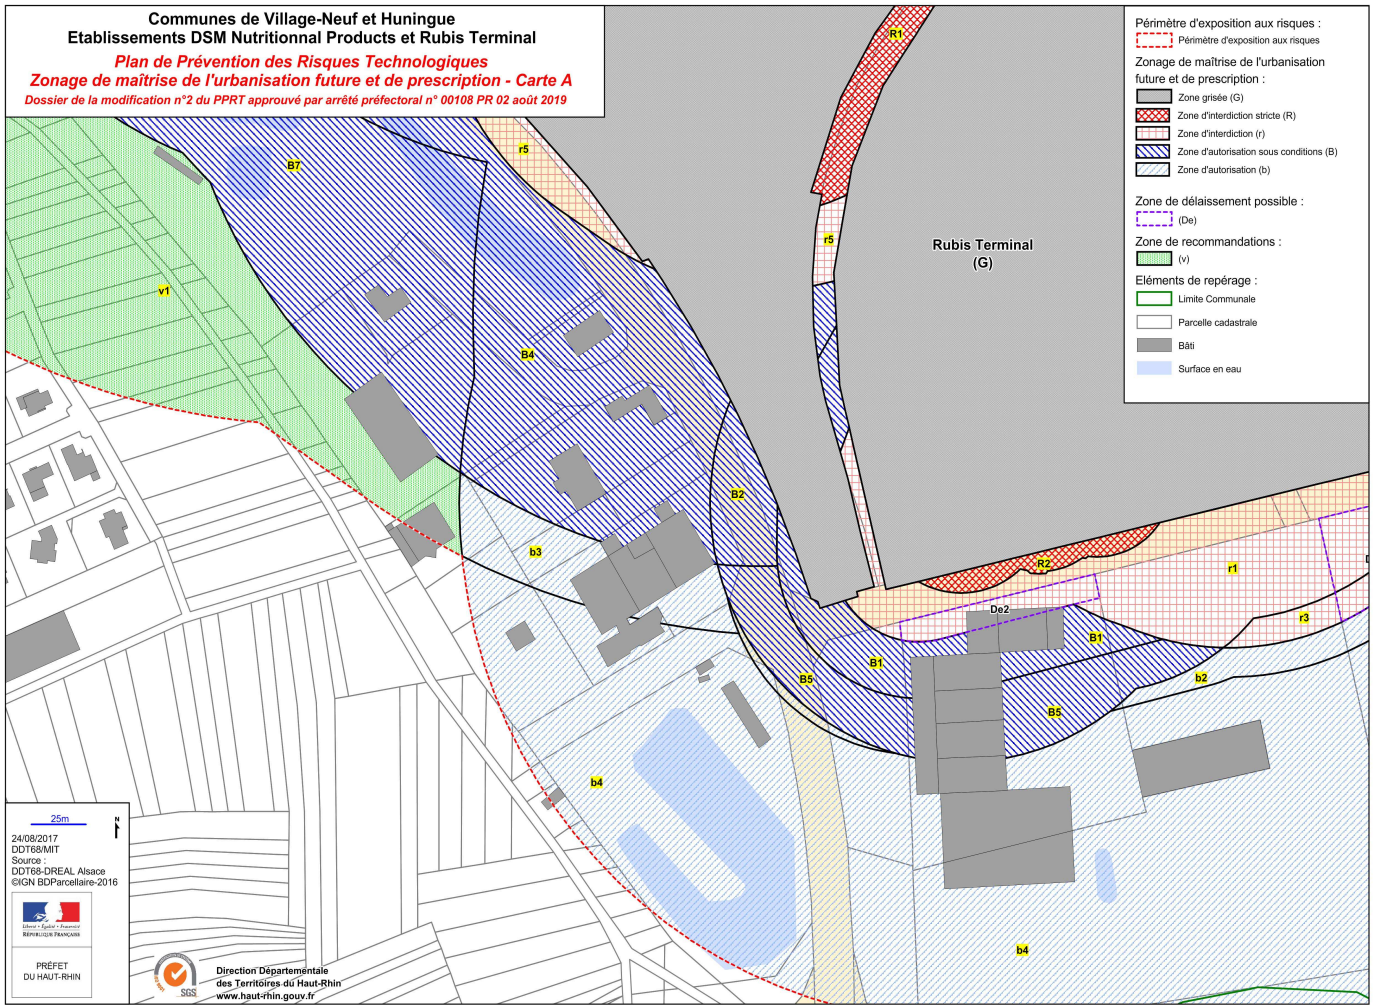 Communes de Village-Neuf et Huningue
Etablissements DSM Nutritionnal Products et Rubis Terminal
Plan de Prévention des Risques Technologiques
Zonage de maîtrise de l'urbanisation future et de prescription - Carte A
Dossier de la modification n°2 du PPRT approuvé par arrêté préfectoral n° 00108 PR 02 août 2019
Périmètre d'exposition aux risques :
Périmètre d'exposition aux risques
Zonage de maîtrise de l'urbanisation
future et de prescription :
Zone grisée (G)
Zone d'interdiction stricte (R)
Zone d'interdiction (r)
Zone d'autorisation sous conditions (B)
Zone d'autorisation (b)
Zone de délaissement possible :
(De)
Zone de recommandations :
(v)
Eléments de repérage :
Limite Communale
Parcelle cadastrale
Bâti
Surface en eau
R1
r5
B7
r5
Rubis Terminal
(G)
v1
B4
B2
b3
R2
r1
De2
r3
B1
B1
B5
b2
B5
b4
b4
25m
N
24/08/2017
DDT68/MIT
Source :
DDT68-DREAL Alsace
©IGN BDParcellaire-2016
Liberté • Égalité • Fraternité
RÉPUBLIQUE FRANÇAISE
PRÉFET
DU HAUT-RHIN
SGS
Direction Départementale
des Territoires du Haut-Rhin
www.haut-rhin.gouv.fr